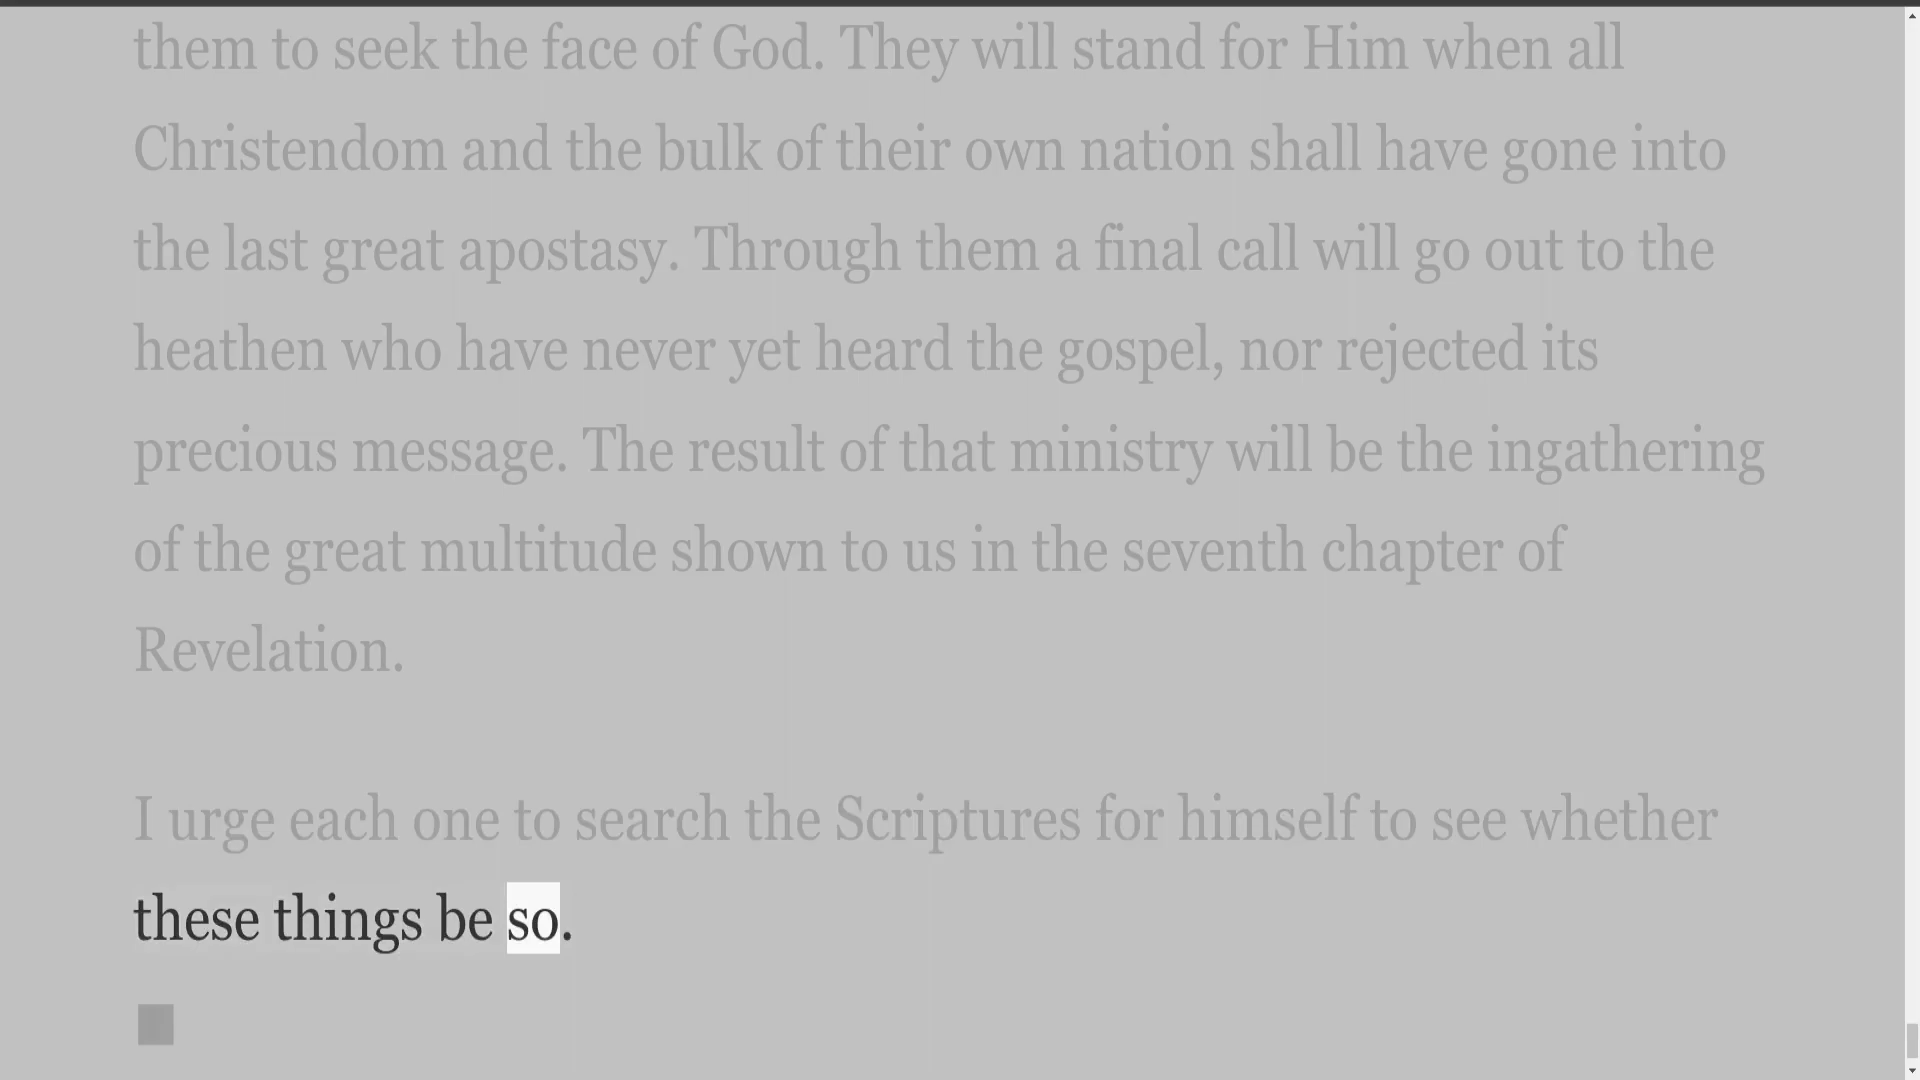 them to seek the face of God. They will stand for Him when all
Christendom and the bulk of their own nation shall have gone into
the last great apostasy. Through them a final call will go out to the
heathen who have never yet heard the gospel, nor rejected its
precious message. The result of that ministry will be the ingathering
of the great multitude shown to us in the seventh chapter of
Revelation.
I urge each one to search the Scriptures for himself to see whether
these things be so.